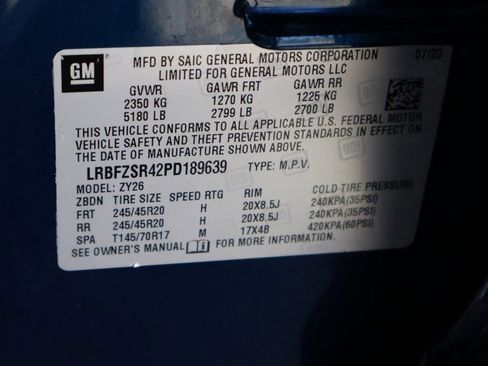 GM
MFD BY SAIC GENERAL MOTORS CORPORATION 07/23
LIMITED FOR GENERAL MOTORS LLC
GVWR GAWR FRT GAWR RR
2350 KG 1270 KG 1225 KG
5180 LB 2799 LB 2700 LB
THIS VEHICLE CONFORMS TO ALL APPLICABLE U.S. FEDERAL MOTOR
VEHICLE SAFETY AND THEFT PREVENTION STANDARDS IN EFFECT ON
THE DATE OF MANUFACTURE SHOWN ABOVE.
LRBFZSR42PD189639 TYPE: M.P.V.
MODEL: ZY26
ZBDN TIRE SIZE SPEED RTG RIM COLD TIRE PRESSURE
FRT 245/45R20 H 20X8.5J 240KPA(35PSI)
RR 245/45R20 H 20X8.5J 240KPA(35PSI)
SPA T145/70R17 M 17X4B 420KPA(60PSI)
SEE OWNER'S MANUAL i FOR MORE INFORMATION.